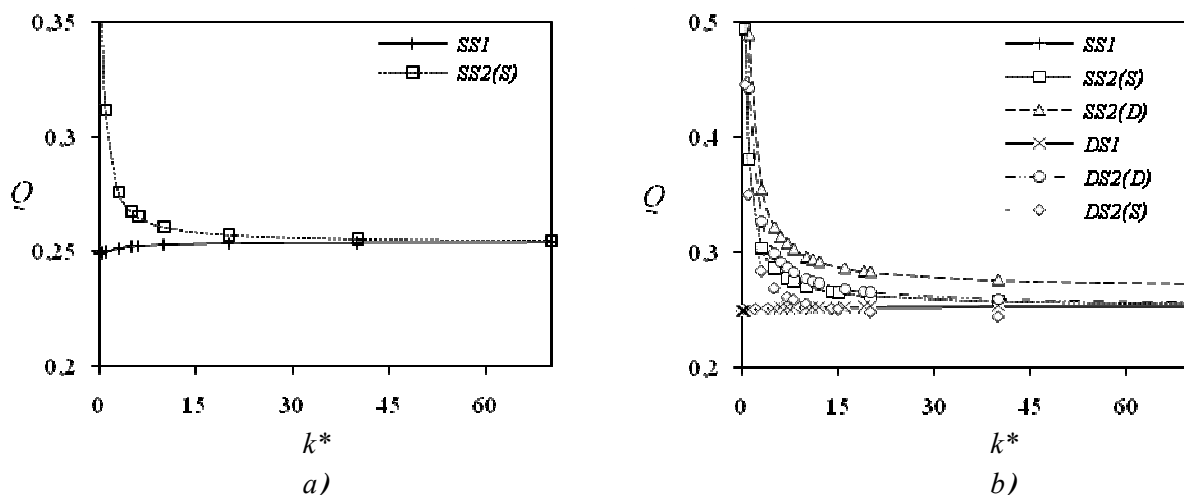 0,35
0,3
0,25
0,2
Q
SS1
SS2(S)
0
15
30
45
60
k*
a)
0,5
0,4
0,3
0,2
Q
SS1
SS2(S)
SS2(D)
DS1
DS2(D)
DS2(S)
0
15
30
45
60
k*
b)